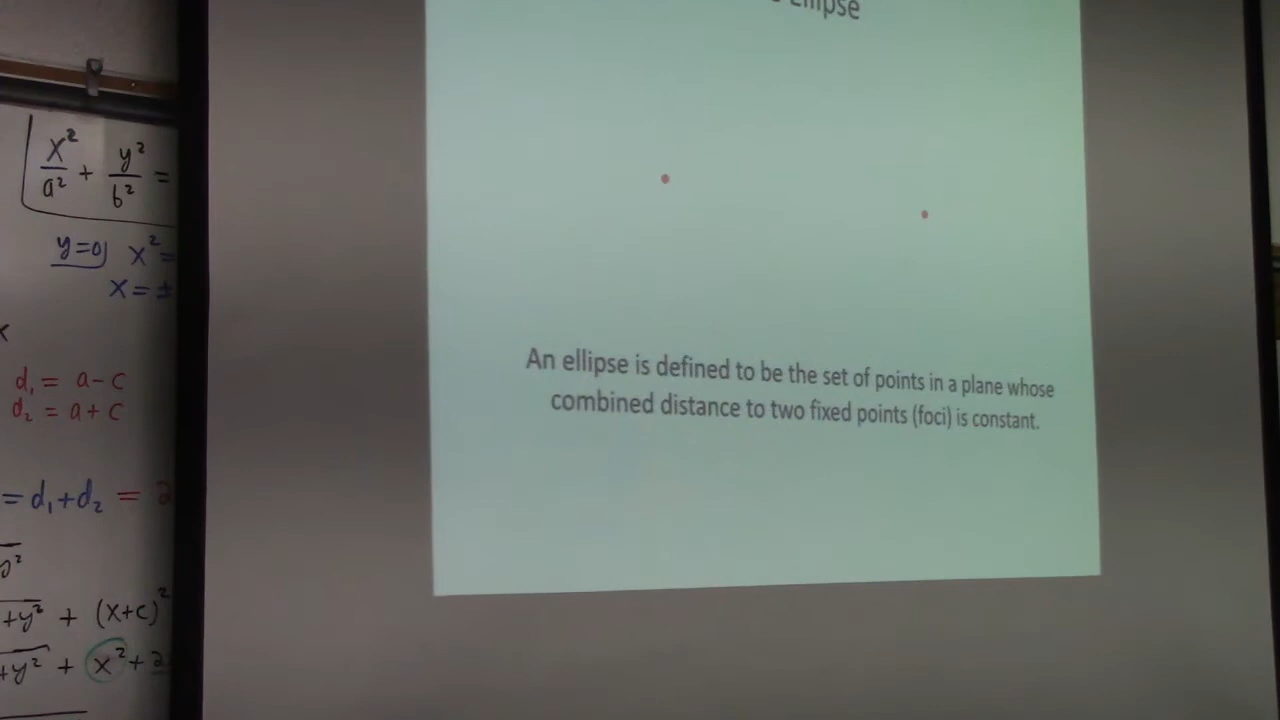 Ellipse
x²/a² + y²/b² =
y=0 x² =
x = ±
d₁ = a-c
d₂ = a+c
= d₁+d₂ =
+y² + (x+c)²
+y² + x² + 2
An ellipse is defined to be the set of points in a plane whose
combined distance to two fixed points (foci) is constant.